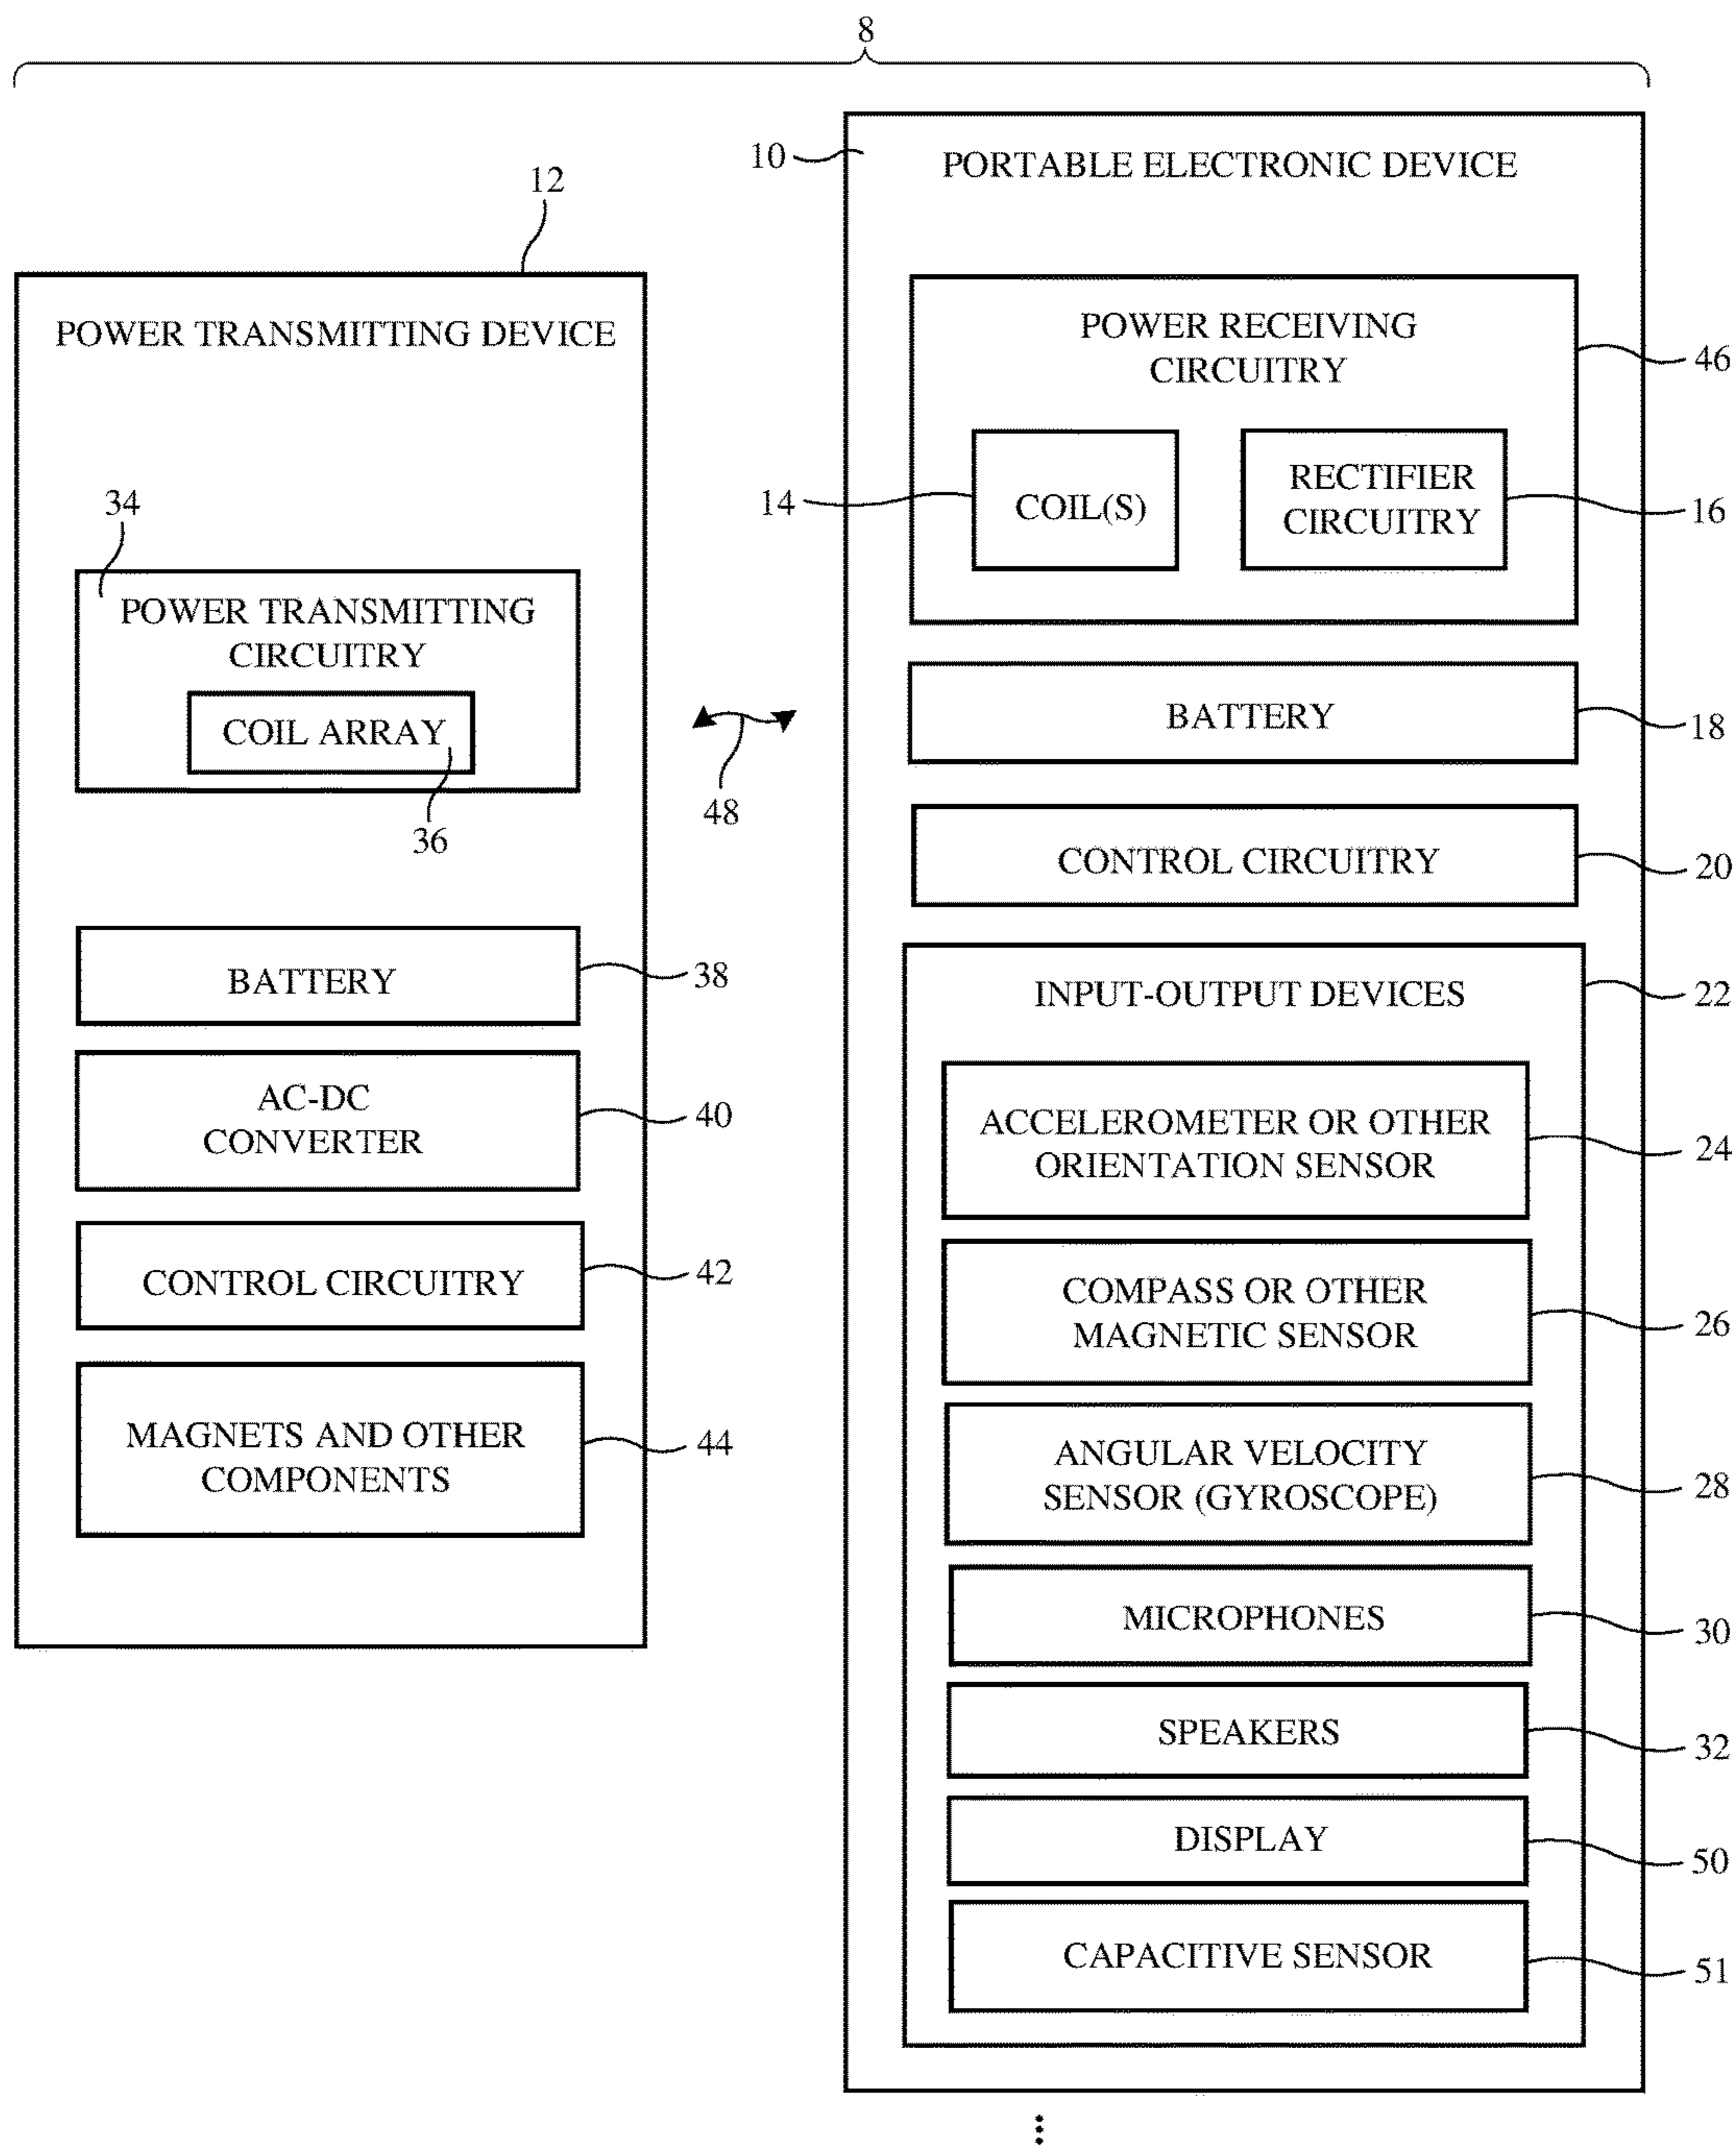 8
12
POWER TRANSMITTING DEVICE
34
POWER TRANSMITTING
CIRCUITRY
COIL ARRAY
36
BATTERY
38
AC-DC
CONVERTER
40
CONTROL CIRCUITRY
42
MAGNETS AND OTHER
COMPONENTS
44
48
10
PORTABLE ELECTRONIC DEVICE
POWER RECEIVING
CIRCUITRY
46
14
COIL(S)
RECTIFIER
CIRCUITRY
16
BATTERY
18
CONTROL CIRCUITRY
20
INPUT-OUTPUT DEVICES
22
ACCELEROMETER OR OTHER
ORIENTATION SENSOR
24
COMPASS OR OTHER
MAGNETIC SENSOR
26
ANGULAR VELOCITY
SENSOR (GYROSCOPE)
28
MICROPHONES
30
SPEAKERS
32
DISPLAY
50
CAPACITIVE SENSOR
51